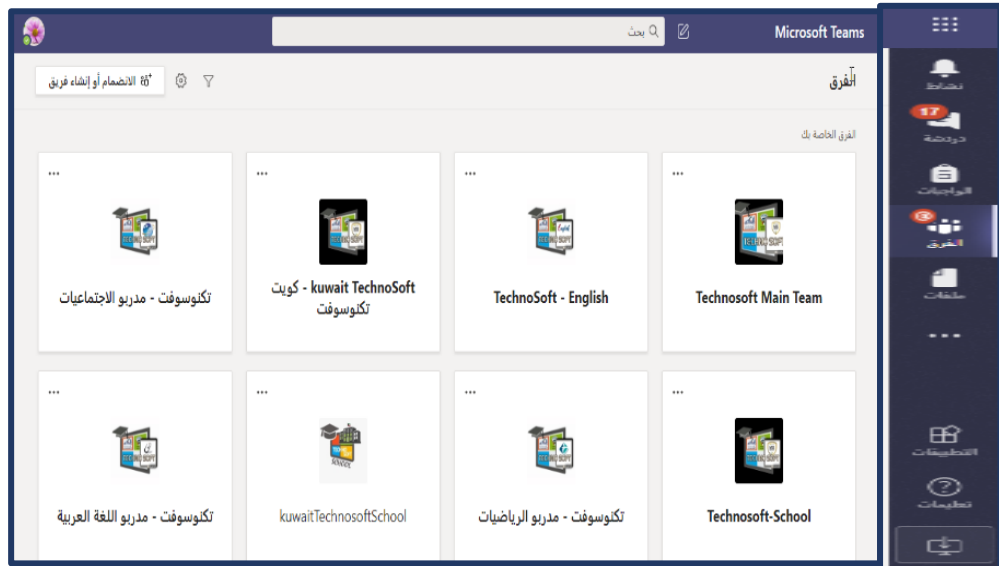 Microsoft Teams
بحث
الفرق
الانضمام أو إنشاء فريق
الفرق الخاصة بك
Technosoft Main Team
TechnoSoft - English
kuwait TechnoSoft - كويت
تكنوسوفت
تكنوسوفت - مدربو الاجتماعيات
Technosoft-School
تكنوسوفت - مدربو الرياضيات
kuwaitTechnosoftSchool
تكنوسوفت - مدربو اللغة العربية
نشاط
17
دردشة
الواجبات
الفرق
ملفات
التطبيقات
تعليمات